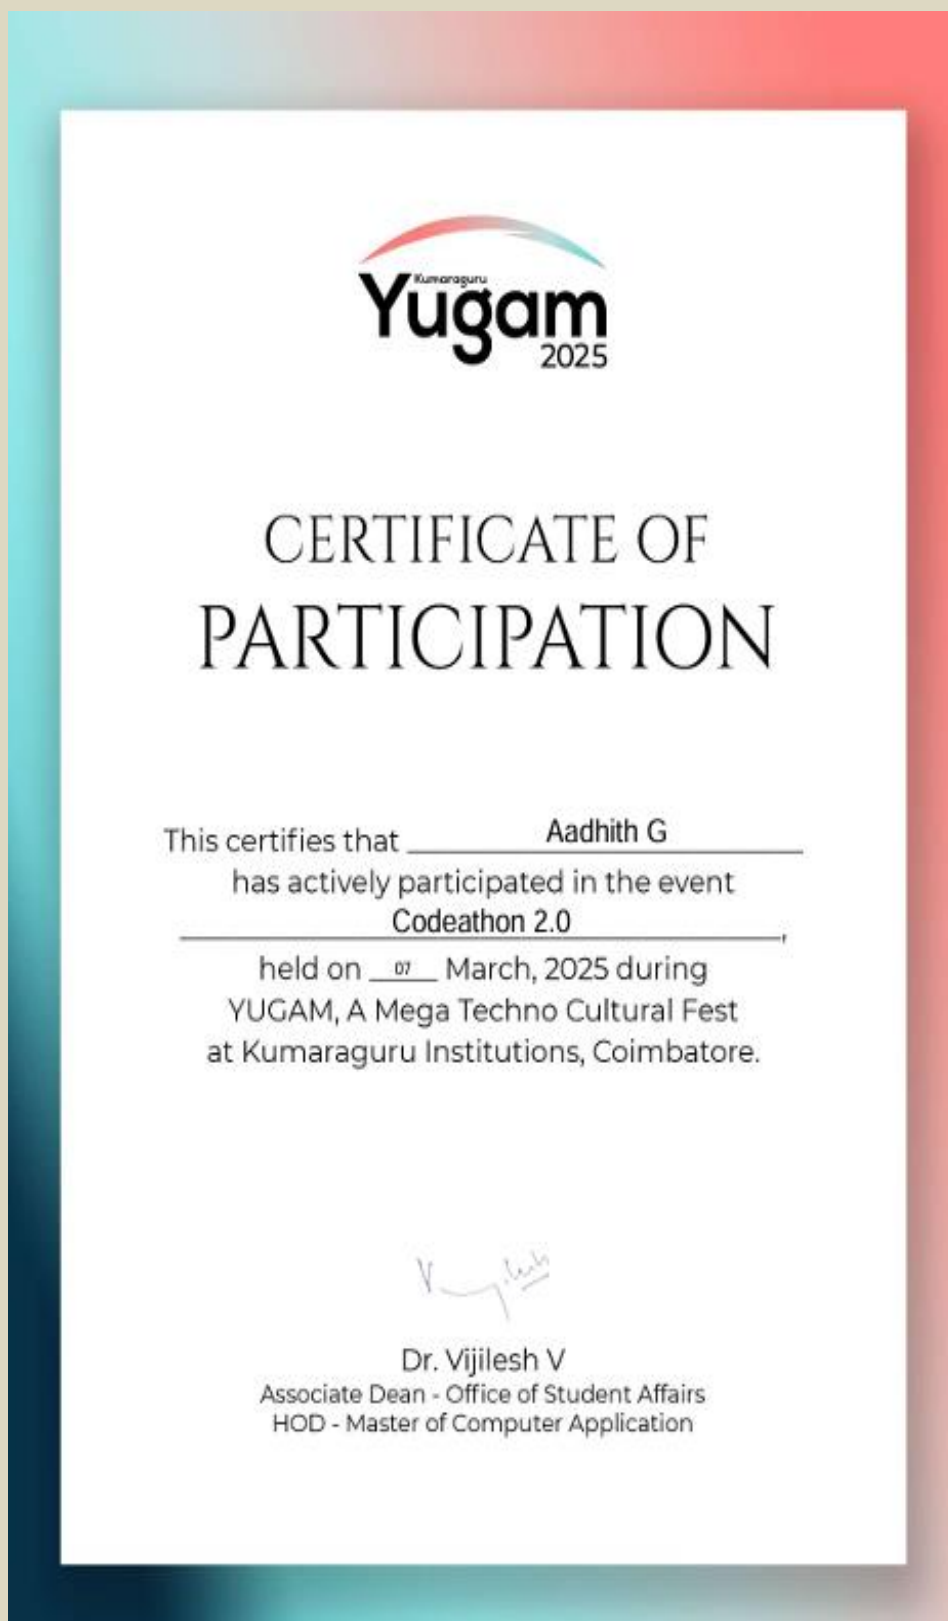 Kumaraguru
Yugam
2025
CERTIFICATE OF
PARTICIPATION
This certifies that Aadhith G
has actively participated in the event
Codeathon 2.0,
held on 07 March, 2025 during
YUGAM, A Mega Techno Cultural Fest
at Kumaraguru Institutions, Coimbatore.
Dr. Vijilesh V
Associate Dean - Office of Student Affairs
HOD - Master of Computer Application